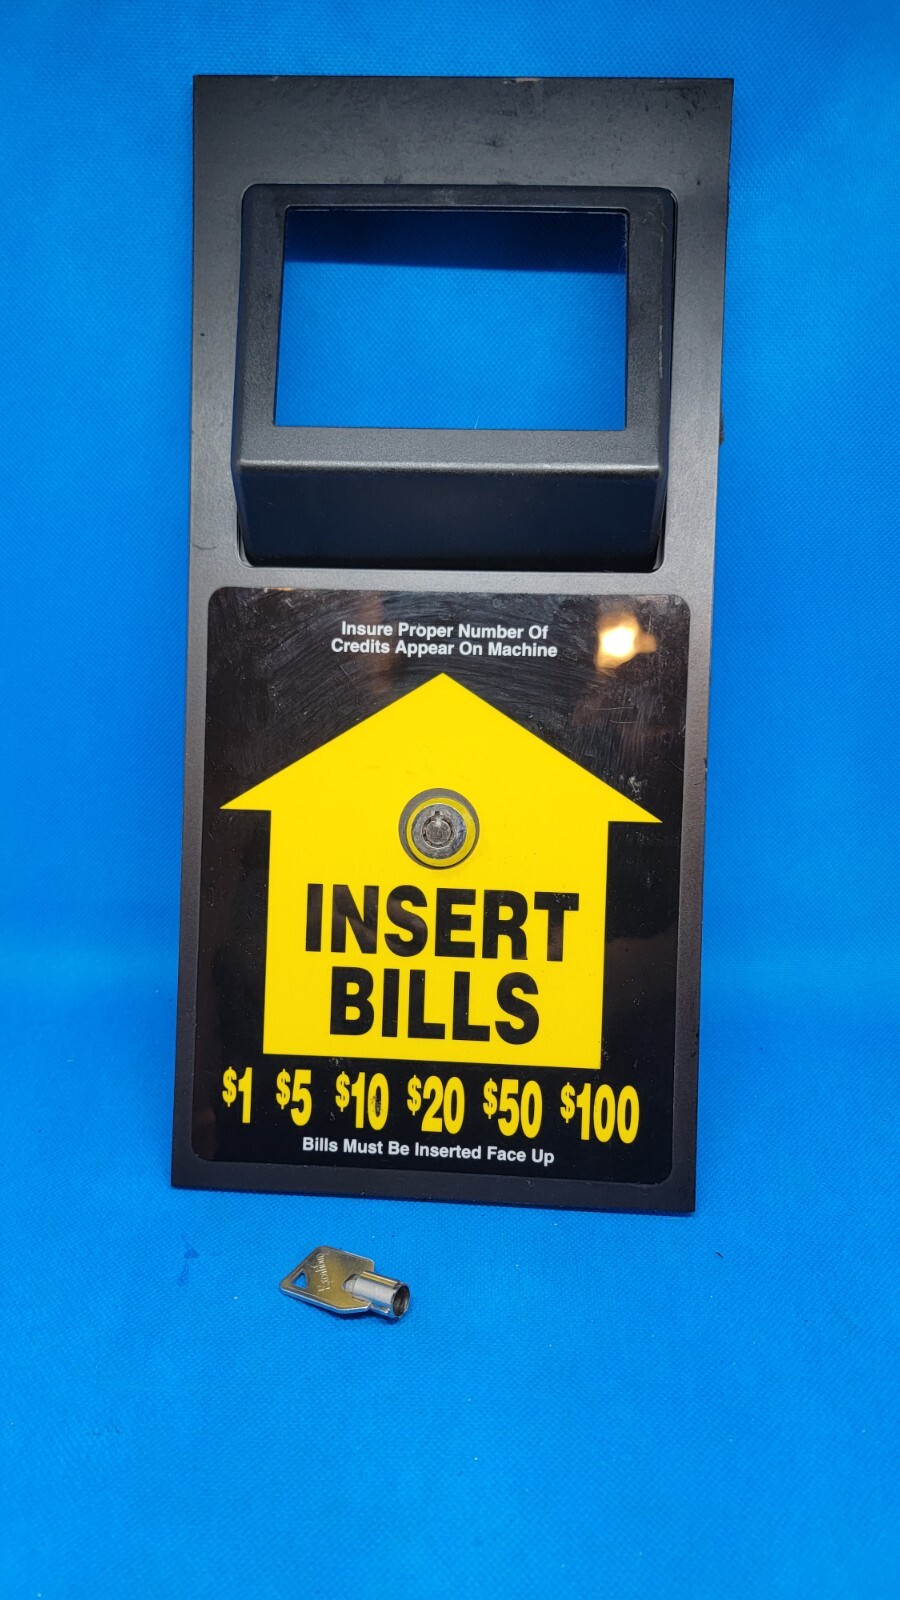 Insure Proper Number Of
Credits Appear On Machine
INSERT
BILLS
$1 $5 $10 $20 $50 $100
Bills Must Be Inserted Face Up